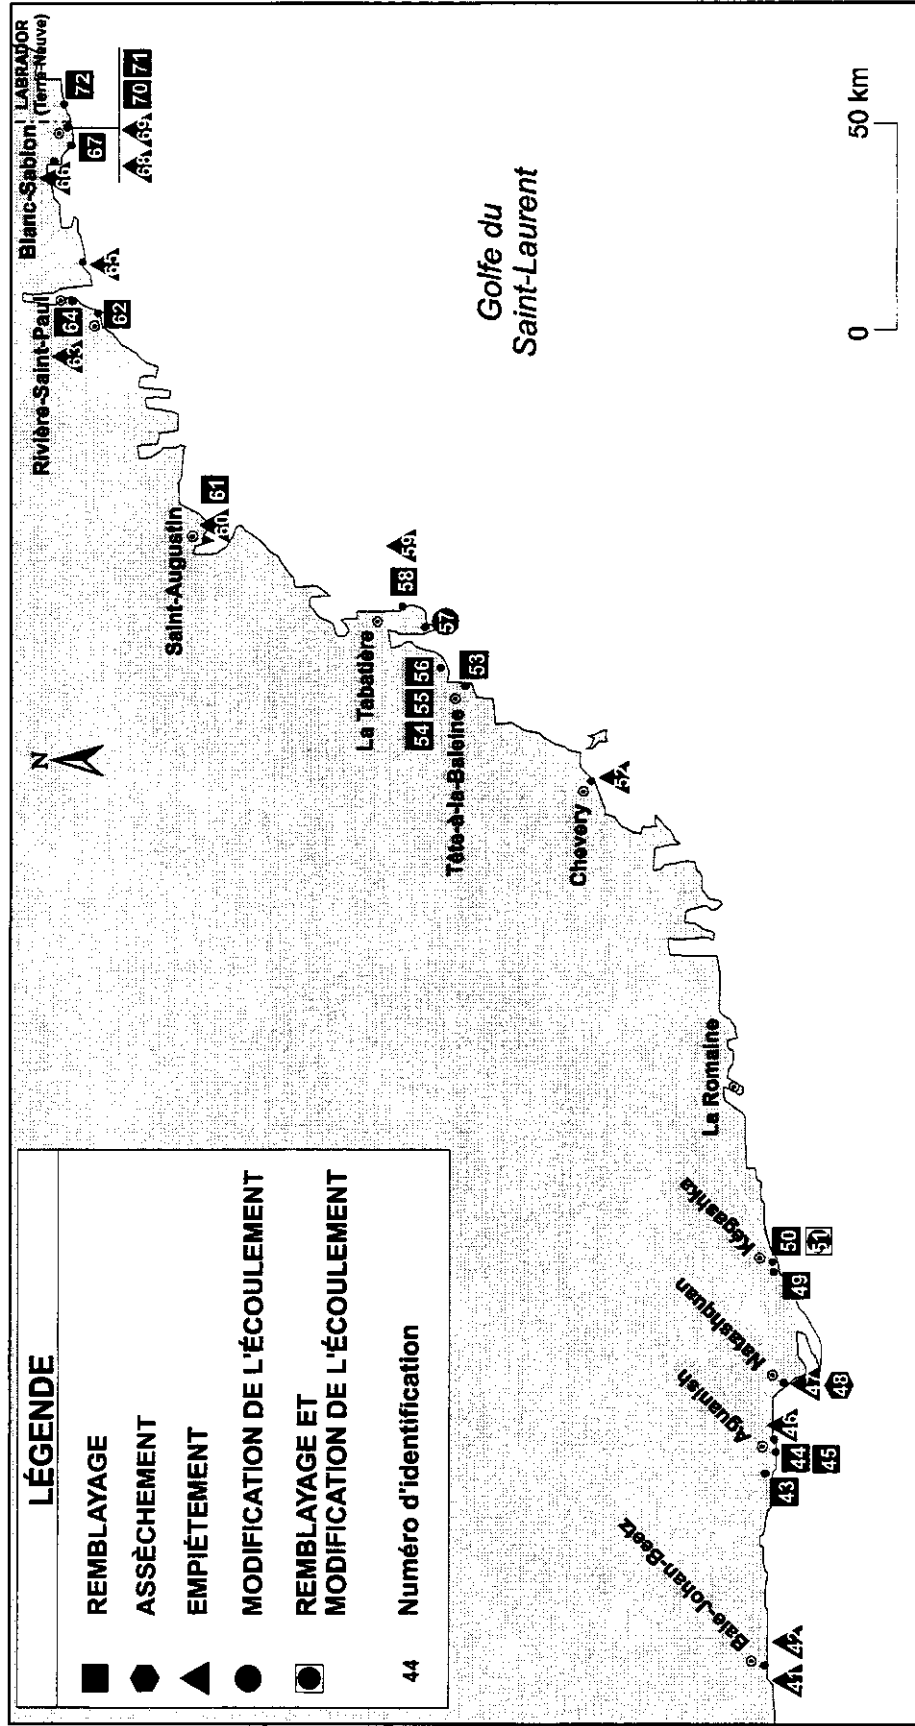 LÉGENDE
REMBLAYAGE
ASSÈCHEMENT
EMPIÉTEMENT
MODIFICATION DE L'ÉCOULEMENT
REMBLAYAGE ET
MODIFICATION DE L'ÉCOULEMENT
44 Numéro d'identification
N
Baie-Johan-Beetz
41
42
Aguanish
43
44
45
46
Natashquan
47
48
Kégashka
49
50
51
La Romaine
Chevery
52
Tête-à-la-Baleine
53
54 55 56
La Tabatière
57
58
59
Saint-Augustin
60
61
Rivière-Saint-Paul
62
63
64
65
Blanc-Sablon
66
67
68 69
70 71
72
LABRADOR
(Terre-Neuve)
Golfe du
Saint-Laurent
0 50 km